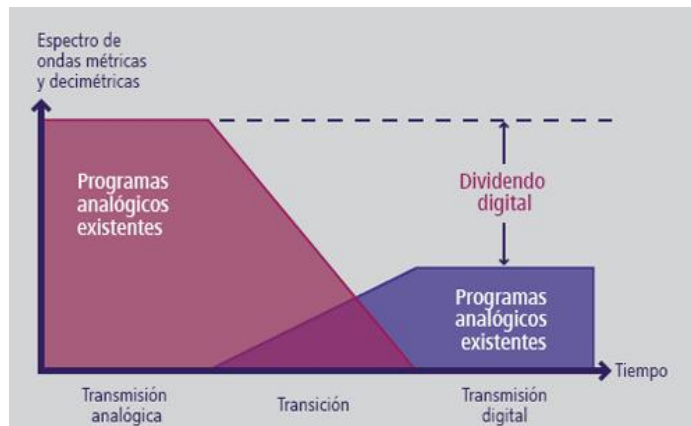 Espectro de
ondas métricas
y decimétricas
Programas
analógicos
existentes
Dividendo
digital
Programas
analógicos
existentes
Tiempo
Transmisión
analógica
Transición
Transmisión
digital